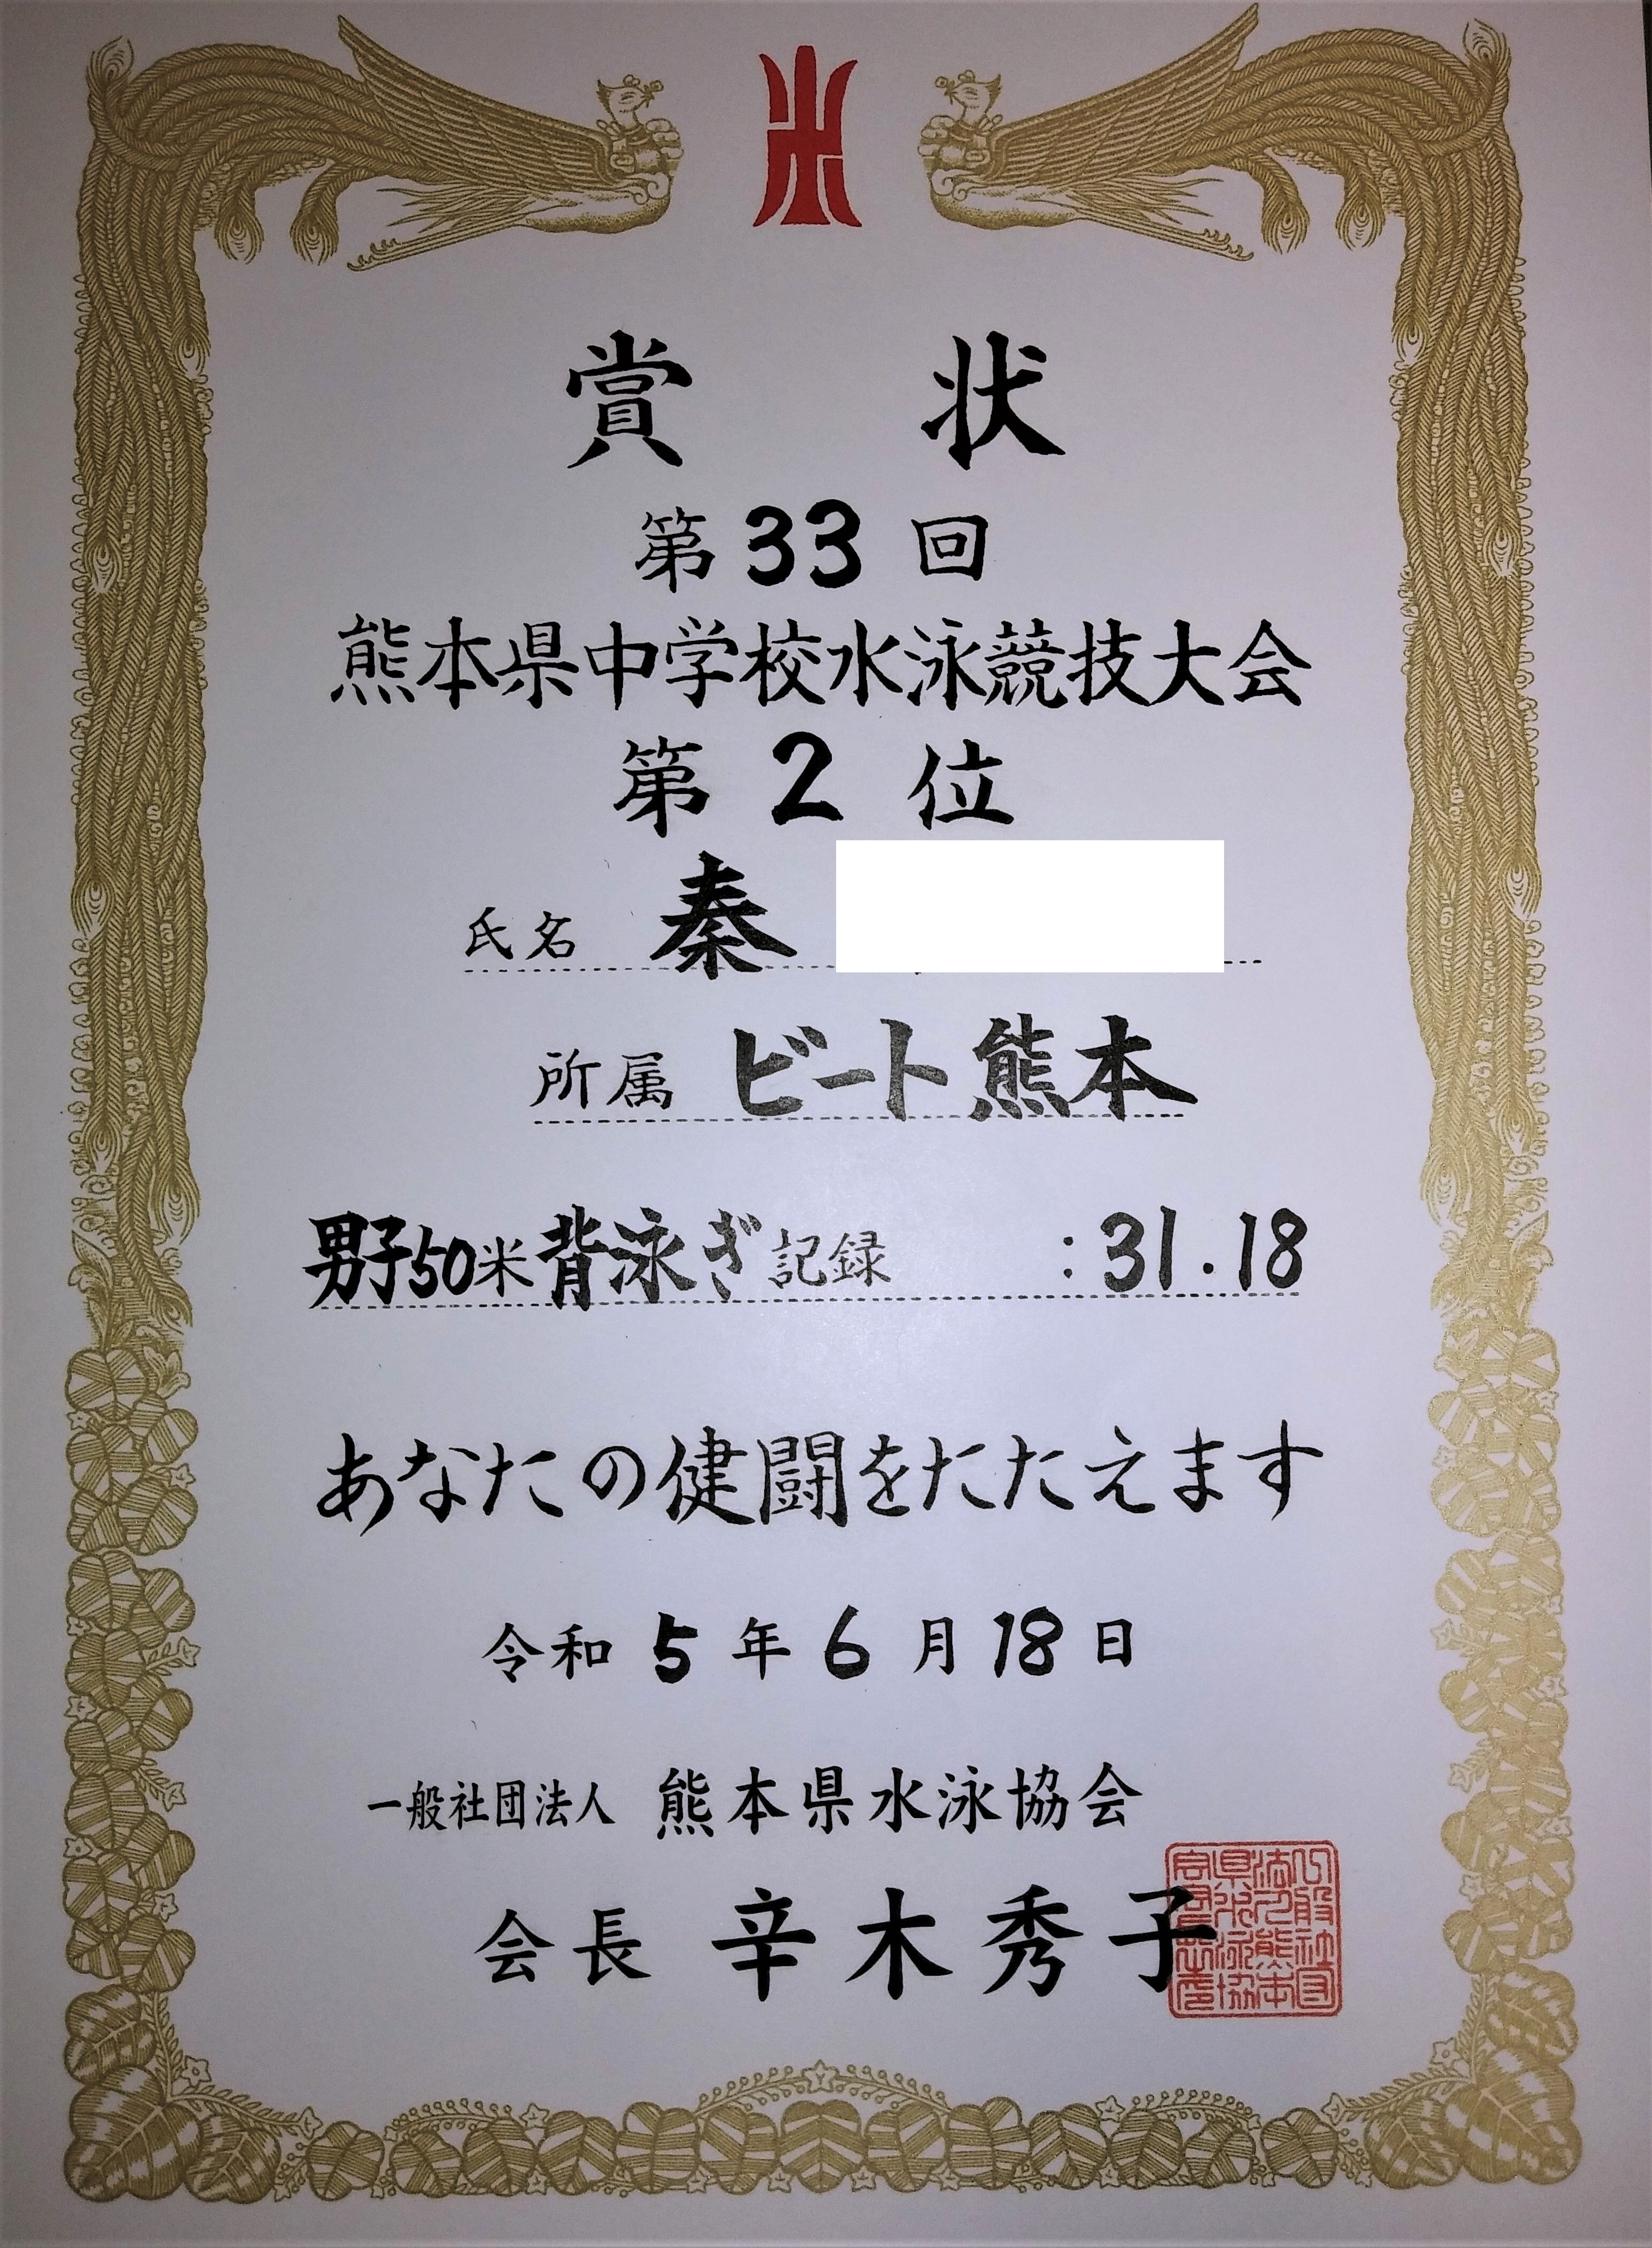 賞 状
第33回
熊本県中学校水泳競技大会
第2位
氏名 秦
所属 ビート熊本
男子50米背泳ぎ記録 :31.18
あなたの健闘をたたえます
令和5年6月18日
一般社団法人 熊本県水泳協会
会長 辛木秀子